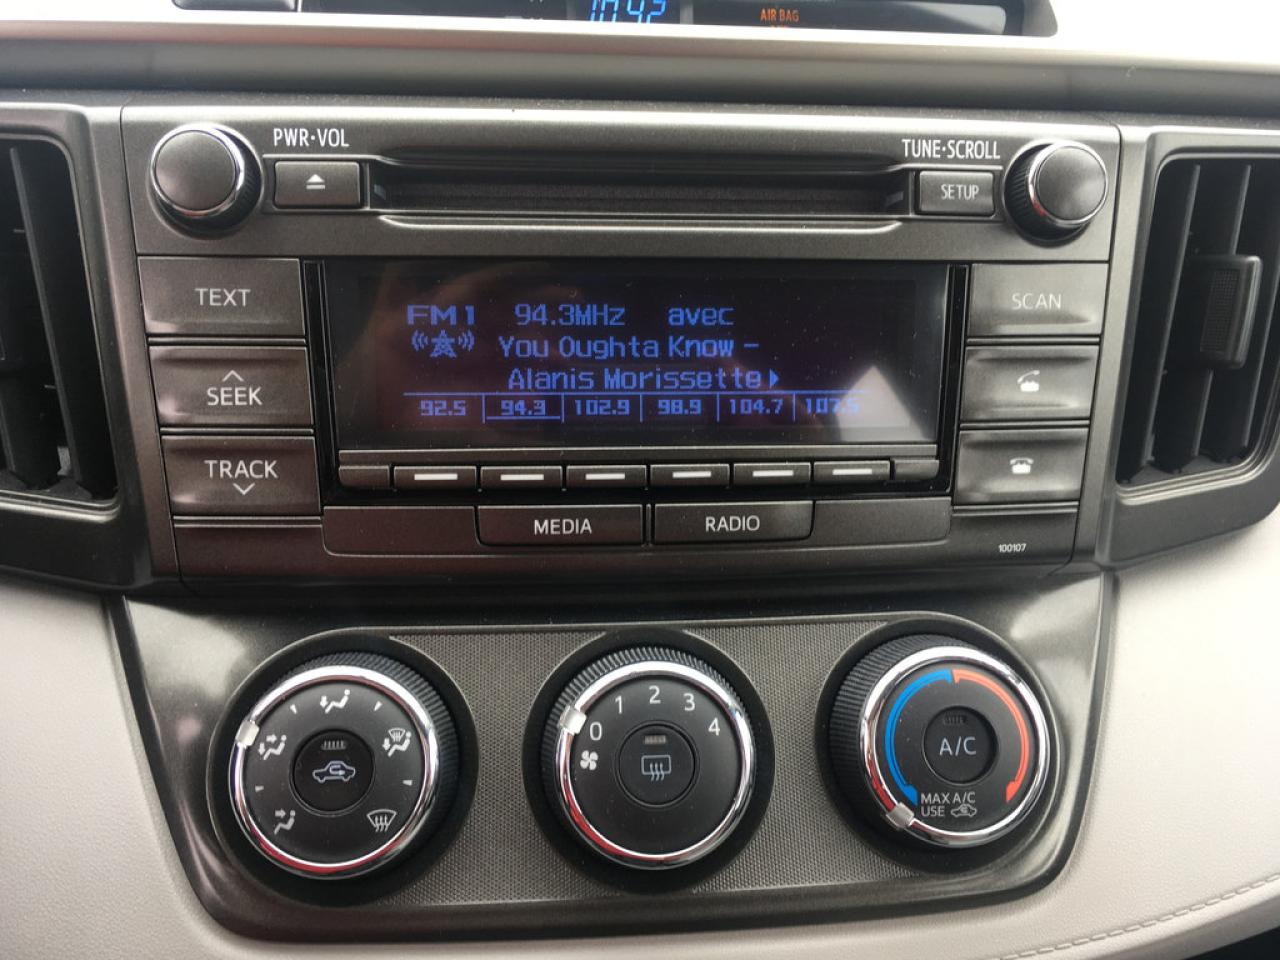 10:42
AIR BAG
PWR•VOL
TUNE•SCROLL
SETUP
TEXT
SCAN
FM1 94.3MHz avec
You Oughta Know -
Alanis Morissette
92.5 94.3 102.9 98.9 104.7 107.5
SEEK
TRACK
MEDIA
RADIO
100107
0 1 2 3 4
A/C
MAX A/C
USE